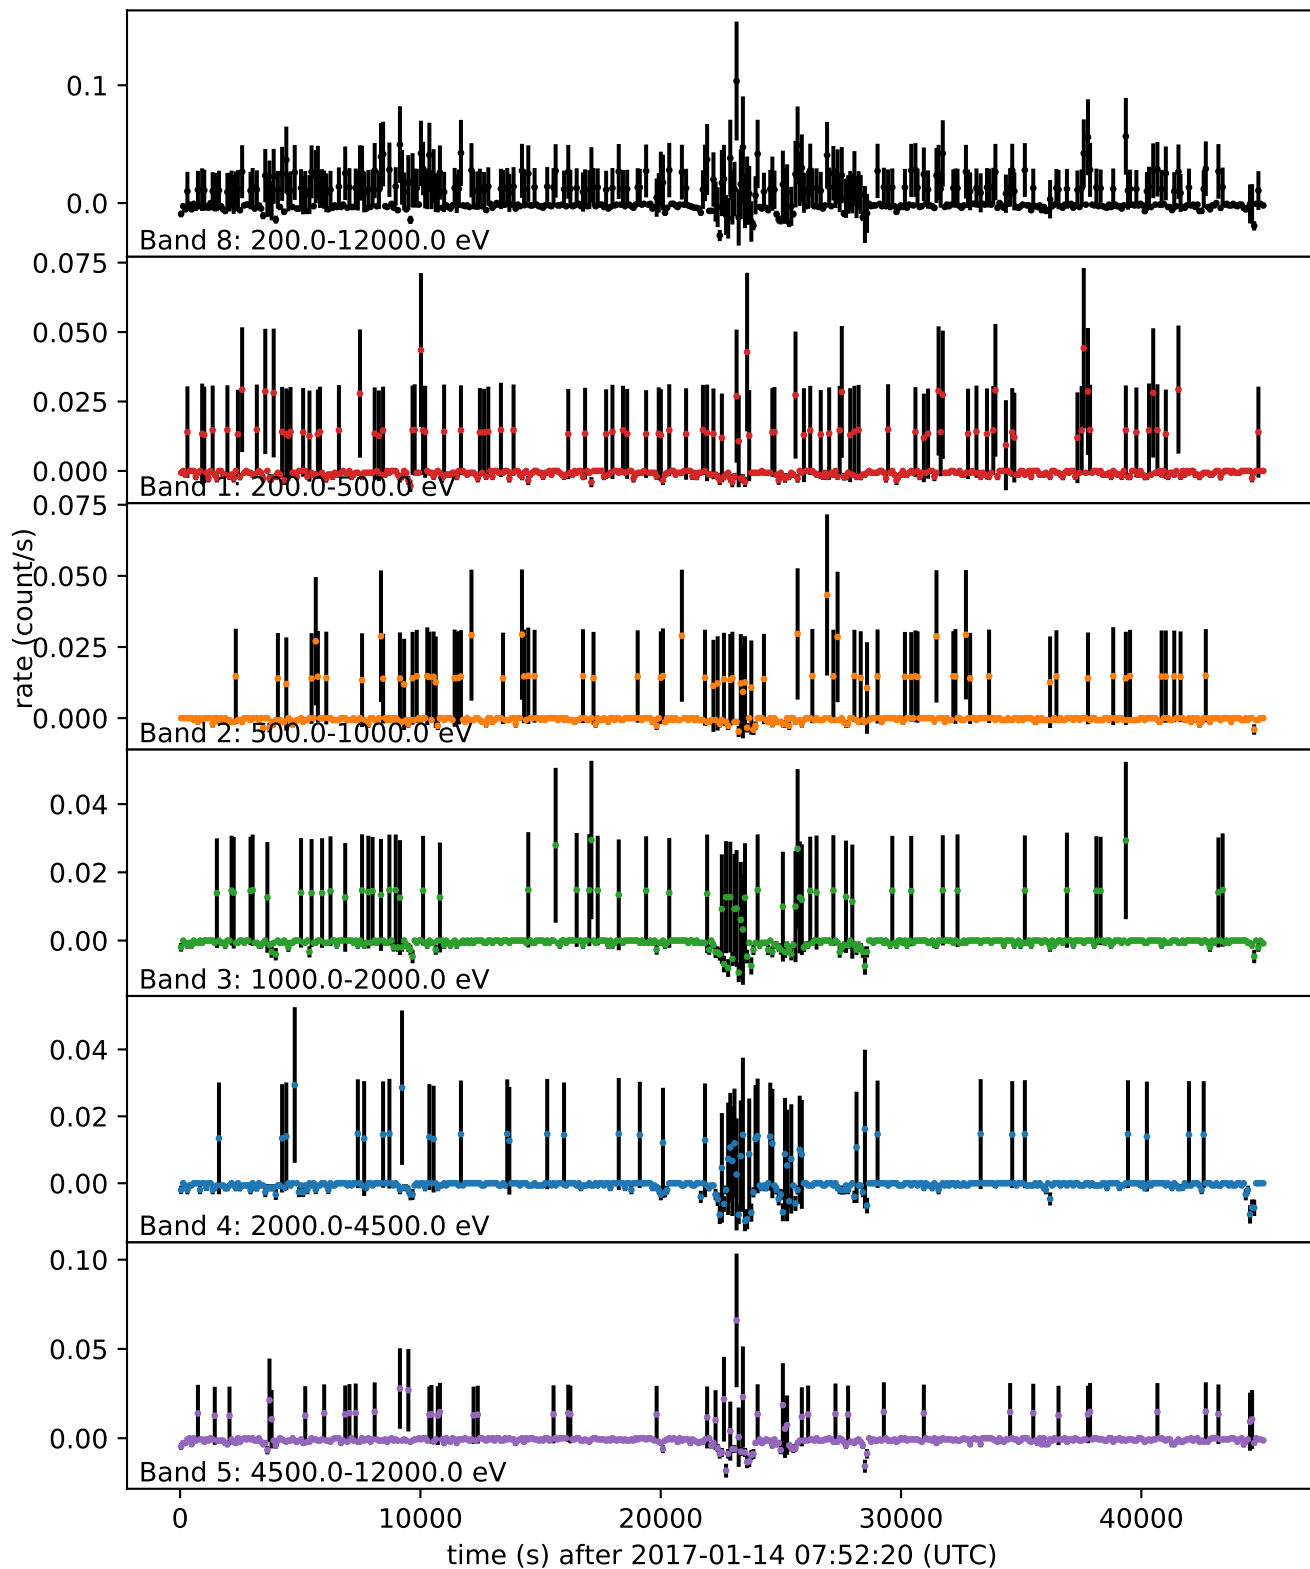 0.1
0.0
Band 8: 200.0-12000.0 eV
0.075
0.050
0.025
0.000
Band 1: 200.0-500.0 eV
0.075
0.050
0.025
0.000
Band 2: 500.0-1000.0 eV
rate (count/s)
0.04
0.02
0.00
Band 3: 1000.0-2000.0 eV
0.04
0.02
0.00
Band 4: 2000.0-4500.0 eV
0.10
0.05
0.00
Band 5: 4500.0-12000.0 eV
0 10000 20000 30000 40000
time (s) after 2017-01-14 07:52:20 (UTC)